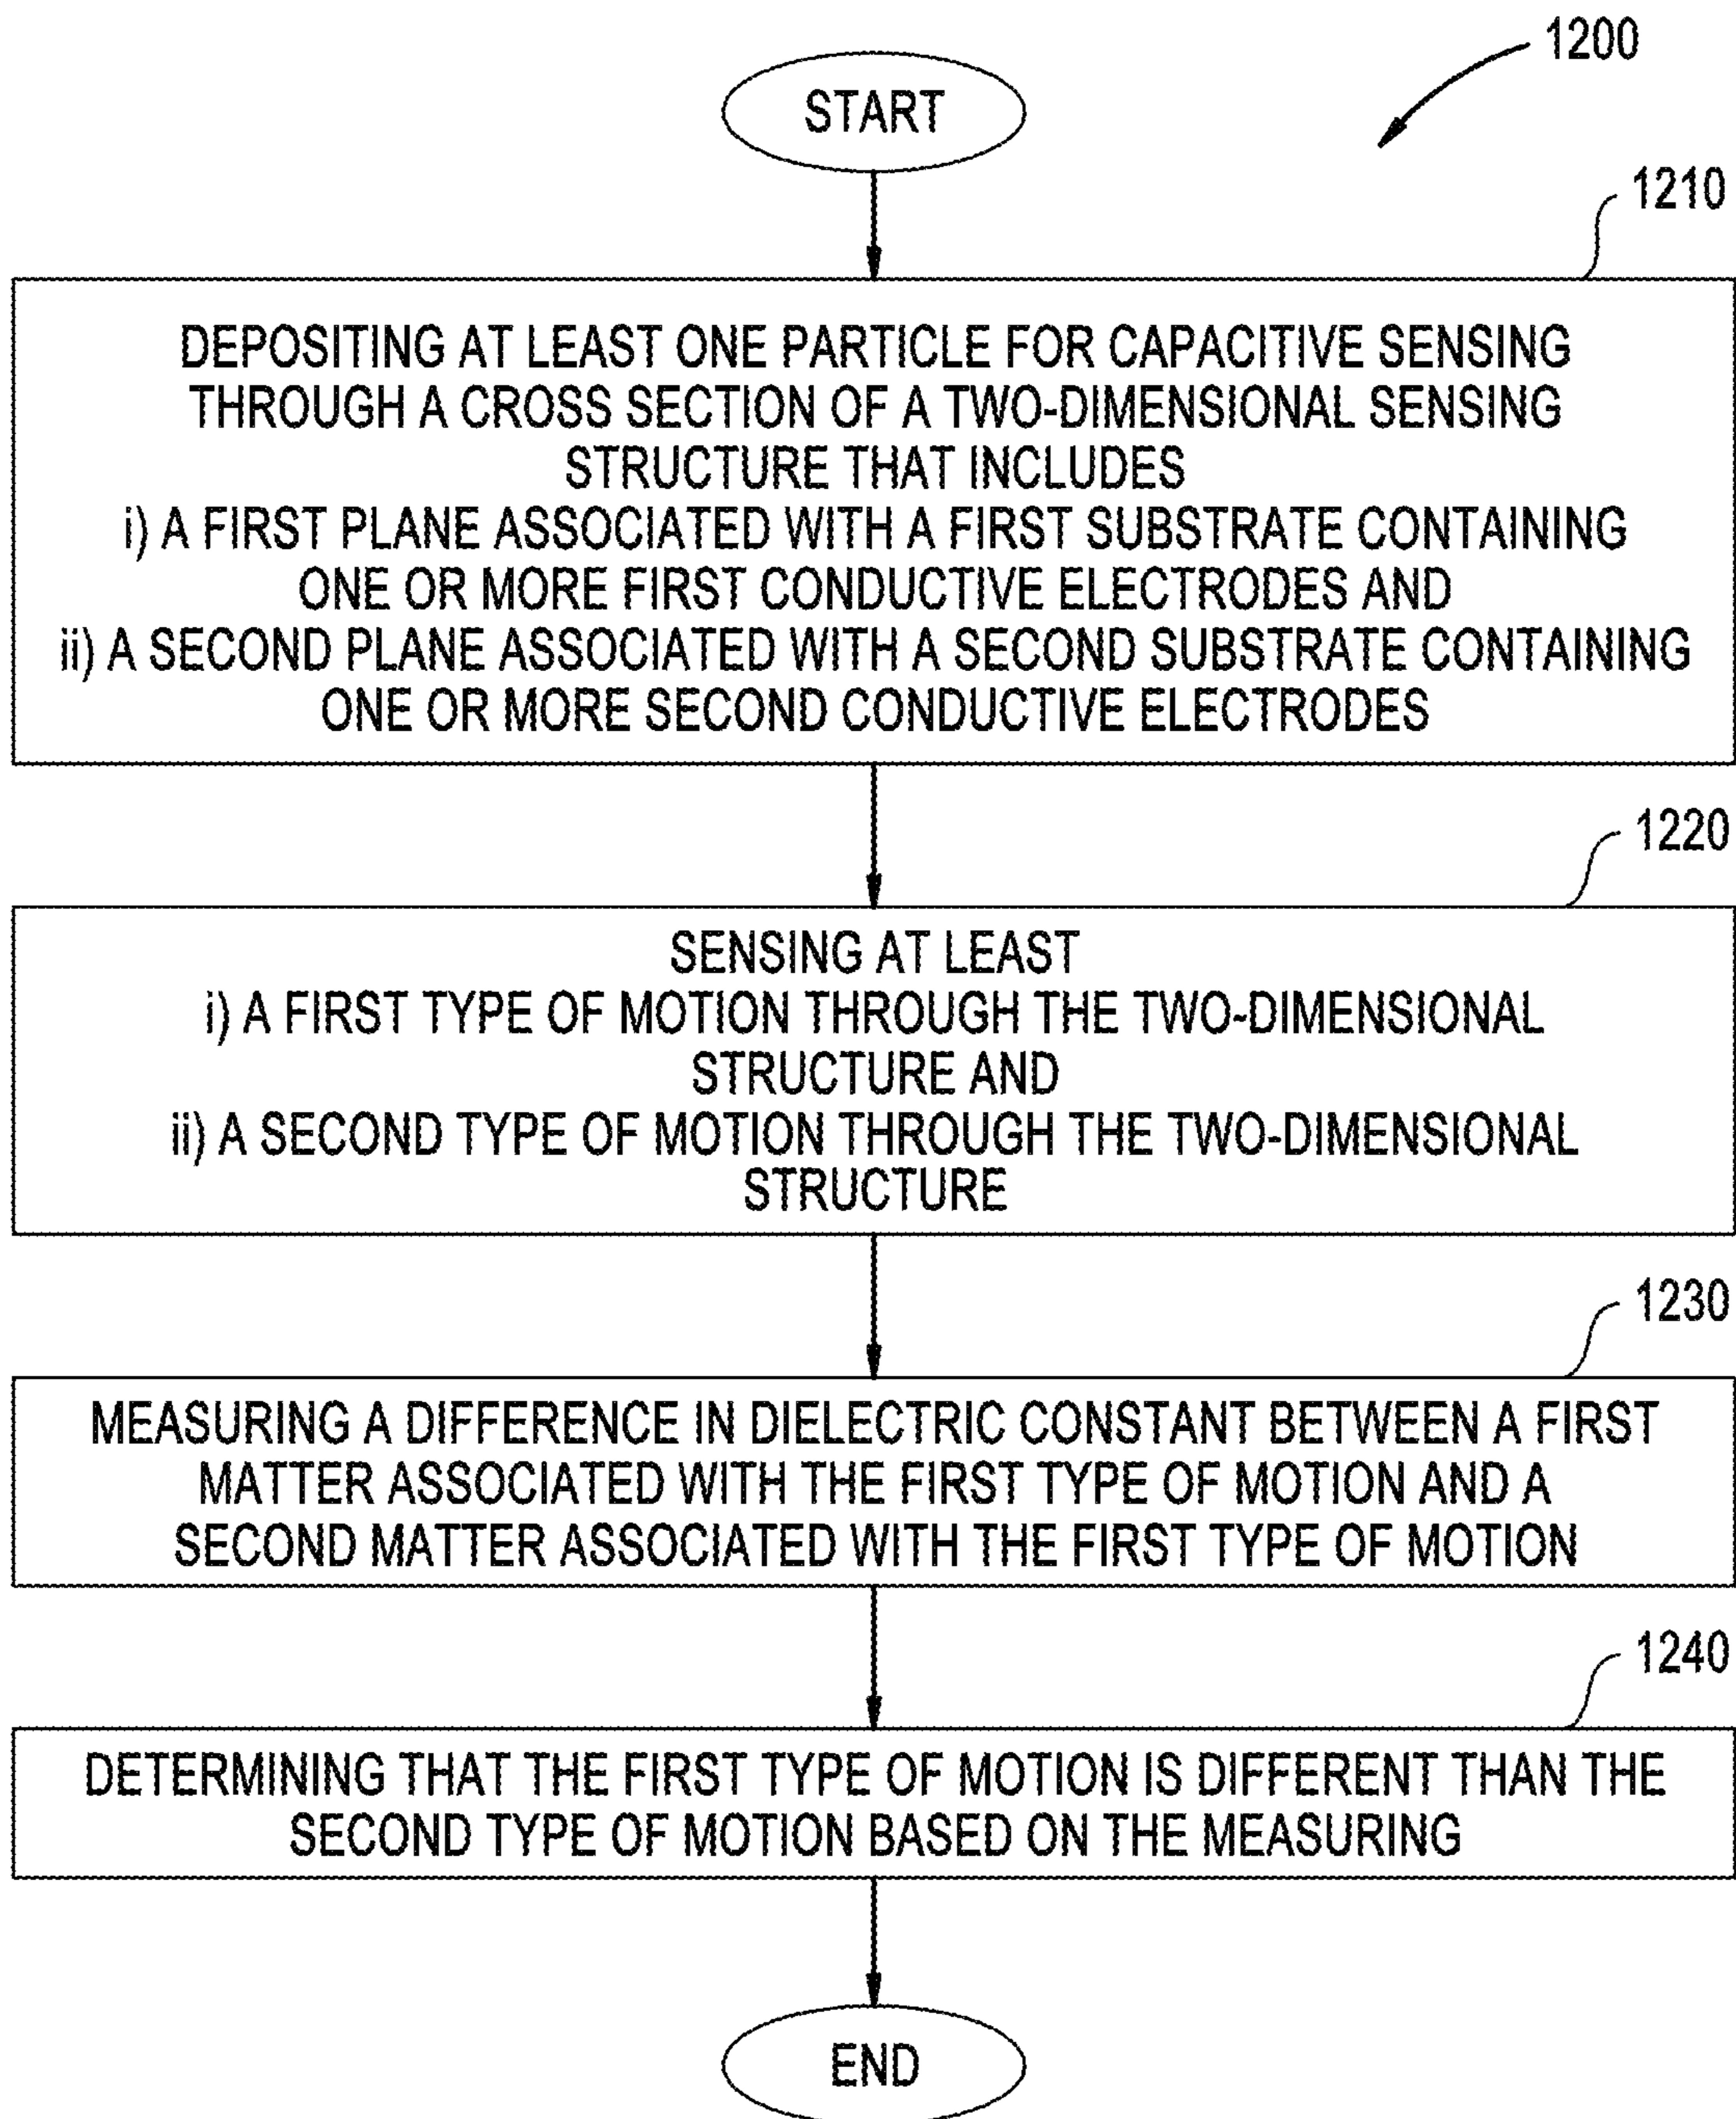 1200
START
1210
DEPOSITING AT LEAST ONE PARTICLE FOR CAPACITIVE SENSING
THROUGH A CROSS SECTION OF A TWO-DIMENSIONAL SENSING
STRUCTURE THAT INCLUDES
i) A FIRST PLANE ASSOCIATED WITH A FIRST SUBSTRATE CONTAINING
ONE OR MORE FIRST CONDUCTIVE ELECTRODES AND
ii) A SECOND PLANE ASSOCIATED WITH A SECOND SUBSTRATE CONTAINING
ONE OR MORE SECOND CONDUCTIVE ELECTRODES
1220
SENSING AT LEAST
i) A FIRST TYPE OF MOTION THROUGH THE TWO-DIMENSIONAL
STRUCTURE AND
ii) A SECOND TYPE OF MOTION THROUGH THE TWO-DIMENSIONAL
STRUCTURE
1230
MEASURING A DIFFERENCE IN DIELECTRIC CONSTANT BETWEEN A FIRST
MATTER ASSOCIATED WITH THE FIRST TYPE OF MOTION AND A
SECOND MATTER ASSOCIATED WITH THE FIRST TYPE OF MOTION
1240
DETERMINING THAT THE FIRST TYPE OF MOTION IS DIFFERENT THAN THE
SECOND TYPE OF MOTION BASED ON THE MEASURING
END